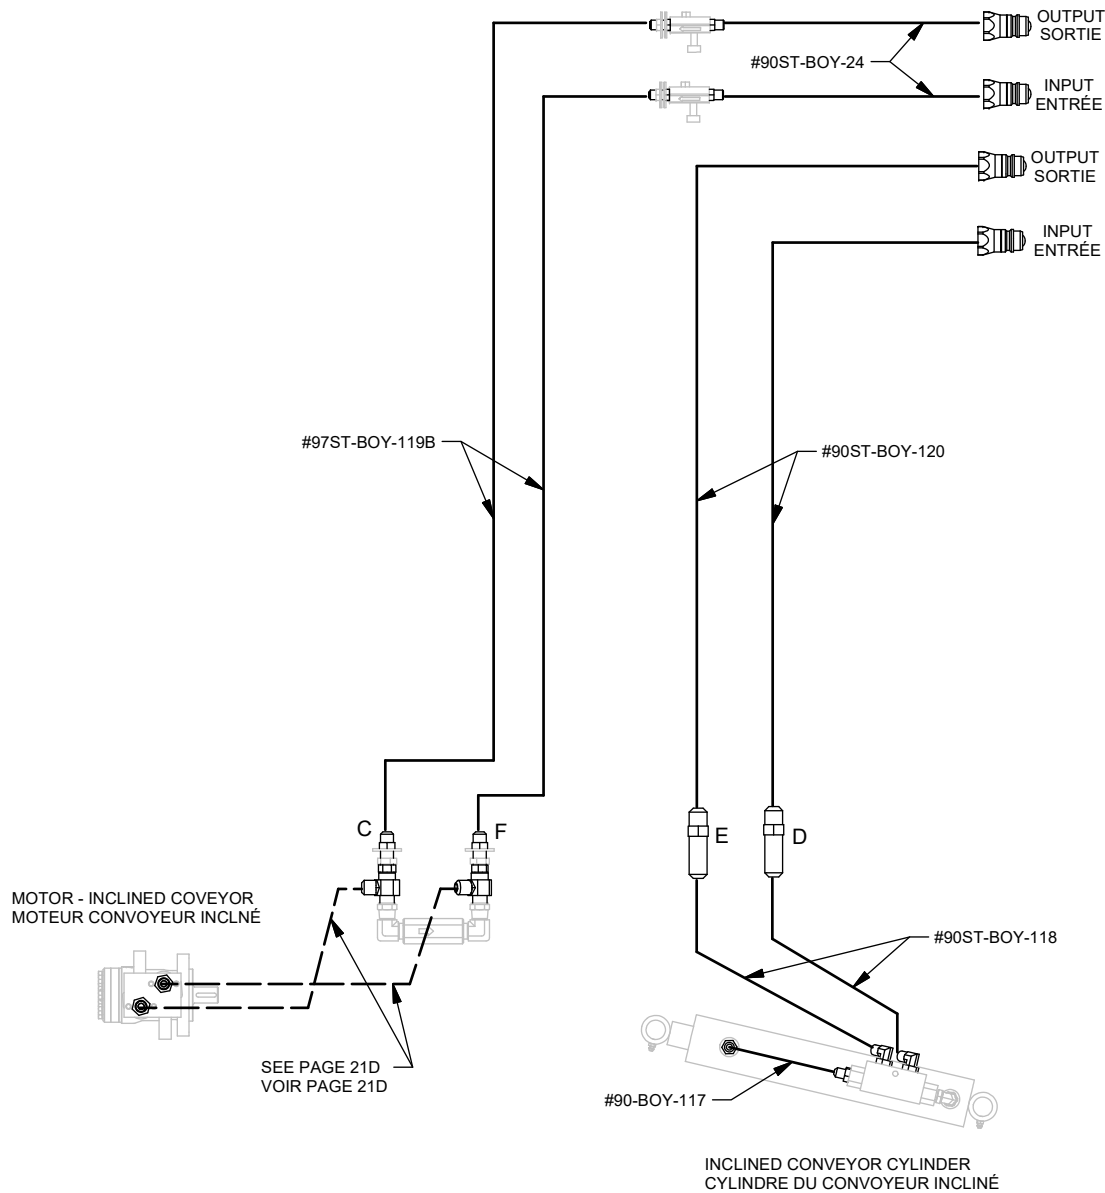 OUTPUT
SORTIE
#90ST-BOY-24
INPUT
ENTRÉE
OUTPUT
SORTIE
INPUT
ENTRÉE
#97ST-BOY-119B
#90ST-BOY-120
C
F
E
D
MOTOR - INCLINED COVEYOR
MOTEUR CONVOYEUR INCLNÉ
#90ST-BOY-118
SEE PAGE 21D
VOIR PAGE 21D
#90-BOY-117
INCLINED CONVEYOR CYLINDER
CYLINDRE DU CONVOYEUR INCLINÉ